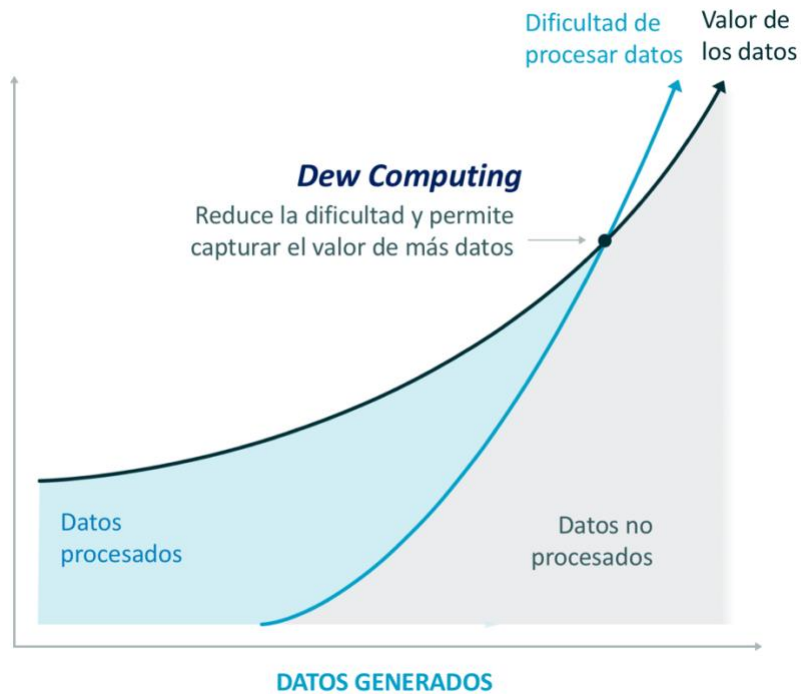 Dificultad de
procesar datos
Valor de
los datos
Dew Computing
Reduce la dificultad y permite
capturar el valor de más datos
Datos
procesados
Datos no
procesados
DATOS GENERADOS